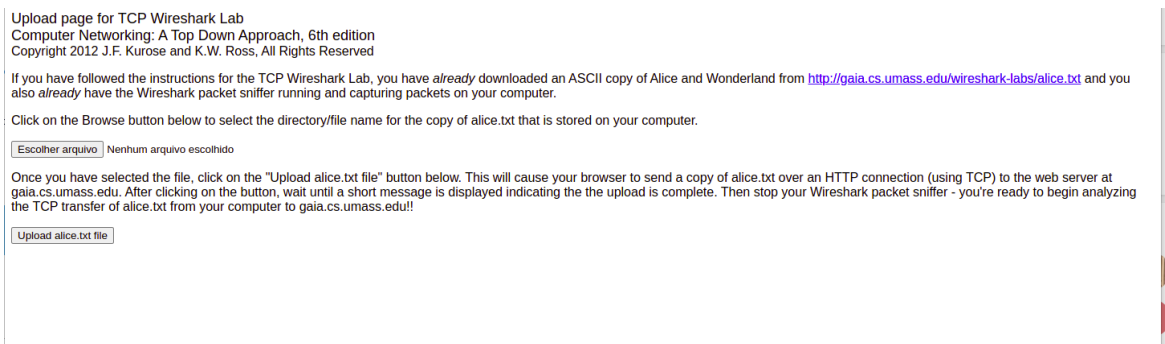 Upload page for TCP Wireshark Lab
Computer Networking: A Top Down Approach, 6th edition
Copyright 2012 J.F. Kurose and K.W. Ross, All Rights Reserved
If you have followed the instructions for the TCP Wireshark Lab, you have already downloaded an ASCII copy of Alice and Wonderland from http://gaia.cs.umass.edu/wireshark-labs/alice.txt and you
also already have the Wireshark packet sniffer running and capturing packets on your computer.
Click on the Browse button below to select the directory/file name for the copy of alice.txt that is stored on your computer.
Escolher arquivo Nenhum arquivo escolhido
Once you have selected the file, click on the "Upload alice.txt file" button below. This will cause your browser to send a copy of alice.txt over an HTTP connection (using TCP) to the web server at
gaia.cs.umass.edu. After clicking on the button, wait until a short message is displayed indicating the the upload is complete. Then stop your Wireshark packet sniffer - you're ready to begin analyzing
the TCP transfer of alice.txt from your computer to gaia.cs.umass.edu!!
Upload alice.txt file